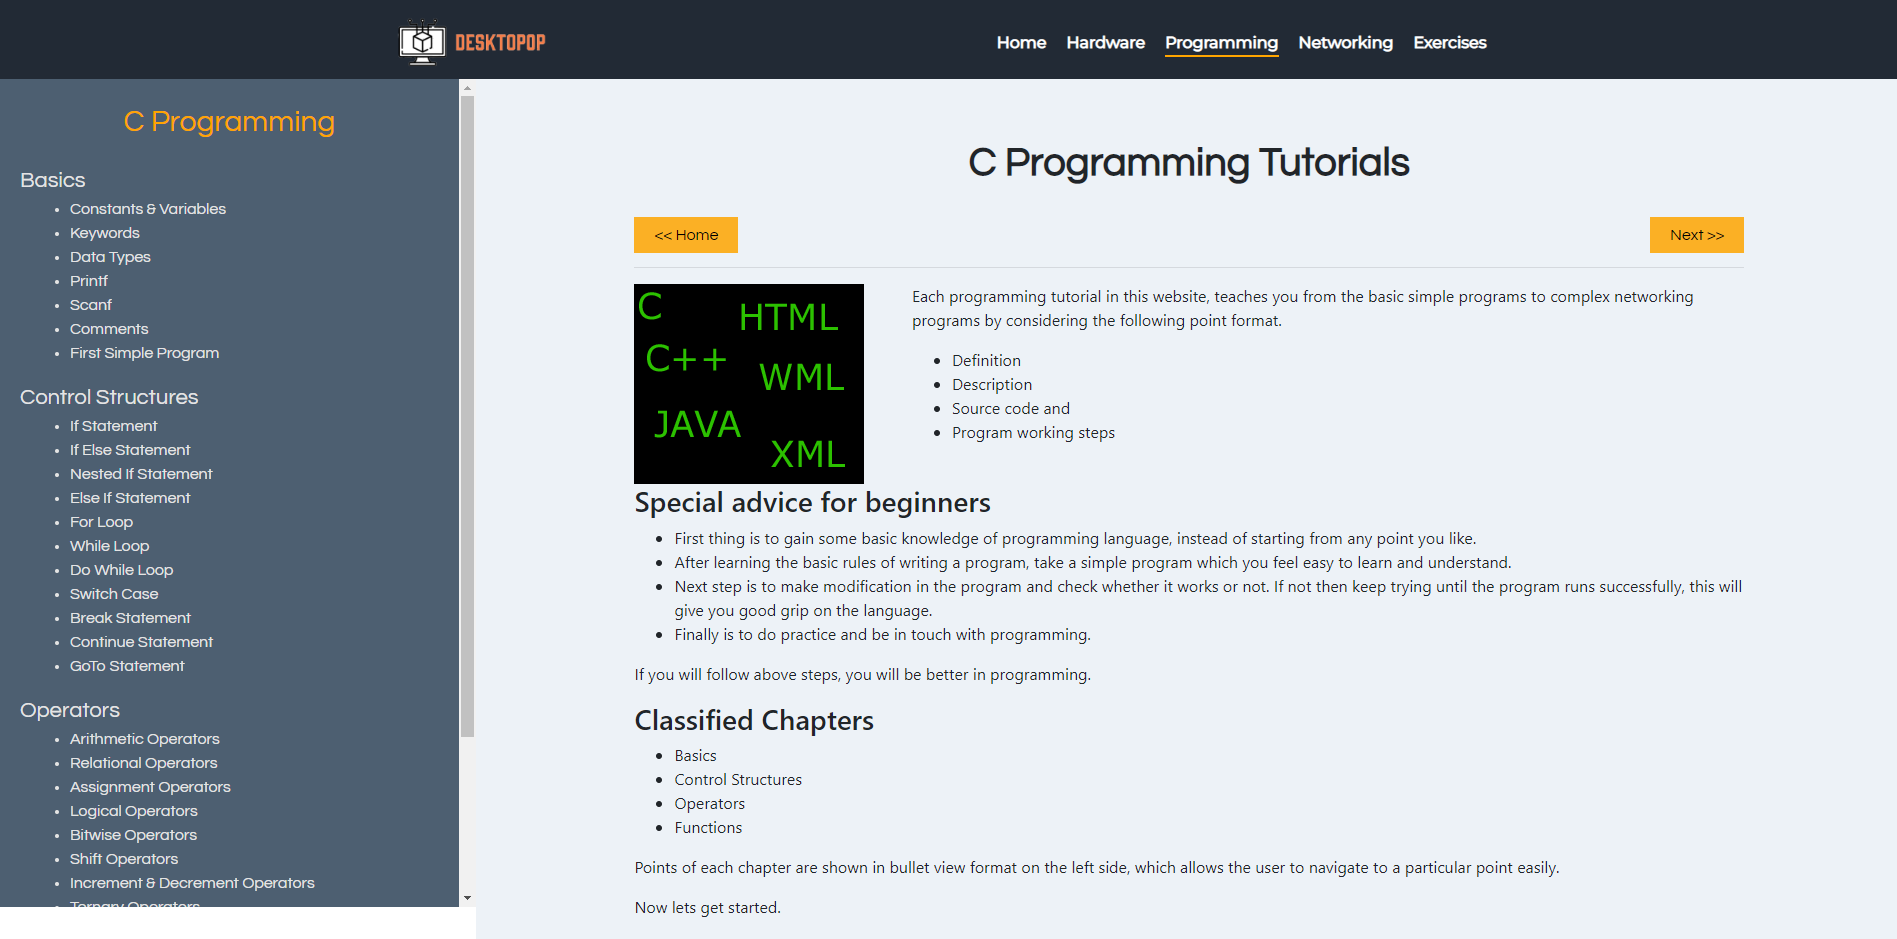 DESKTOPOP
Home Hardware Programming Networking Exercises
C Programming
Basics
Constants & Variables
Keywords
Data Types
Printf
Scanf
Comments
First Simple Program
Control Structures
If Statement
If Else Statement
Nested If Statement
Else If Statement
For Loop
While Loop
Do While Loop
Switch Case
Break Statement
Continue Statement
GoTo Statement
Operators
Arithmetic Operators
Relational Operators
Assignment Operators
Logical Operators
Bitwise Operators
Shift Operators
Increment & Decrement Operators
Ternary Operators
C Programming Tutorials
<< Home
Next >>
C
HTML
C++
WML
JAVA
XML
Each programming tutorial in this website, teaches you from the basic simple programs to complex networking
programs by considering the following point format.
Definition
Description
Source code and
Program working steps
Special advice for beginners
First thing is to gain some basic knowledge of programming language, instead of starting from any point you like.
After learning the basic rules of writing a program, take a simple program which you feel easy to learn and understand.
Next step is to make modification in the program and check whether it works or not. If not then keep trying until the program runs successfully, this will
give you good grip on the language.
Finally is to do practice and be in touch with programming.
If you will follow above steps, you will be better in programming.
Classified Chapters
Basics
Control Structures
Operators
Functions
Points of each chapter are shown in bullet view format on the left side, which allows the user to navigate to a particular point easily.
Now lets get started.